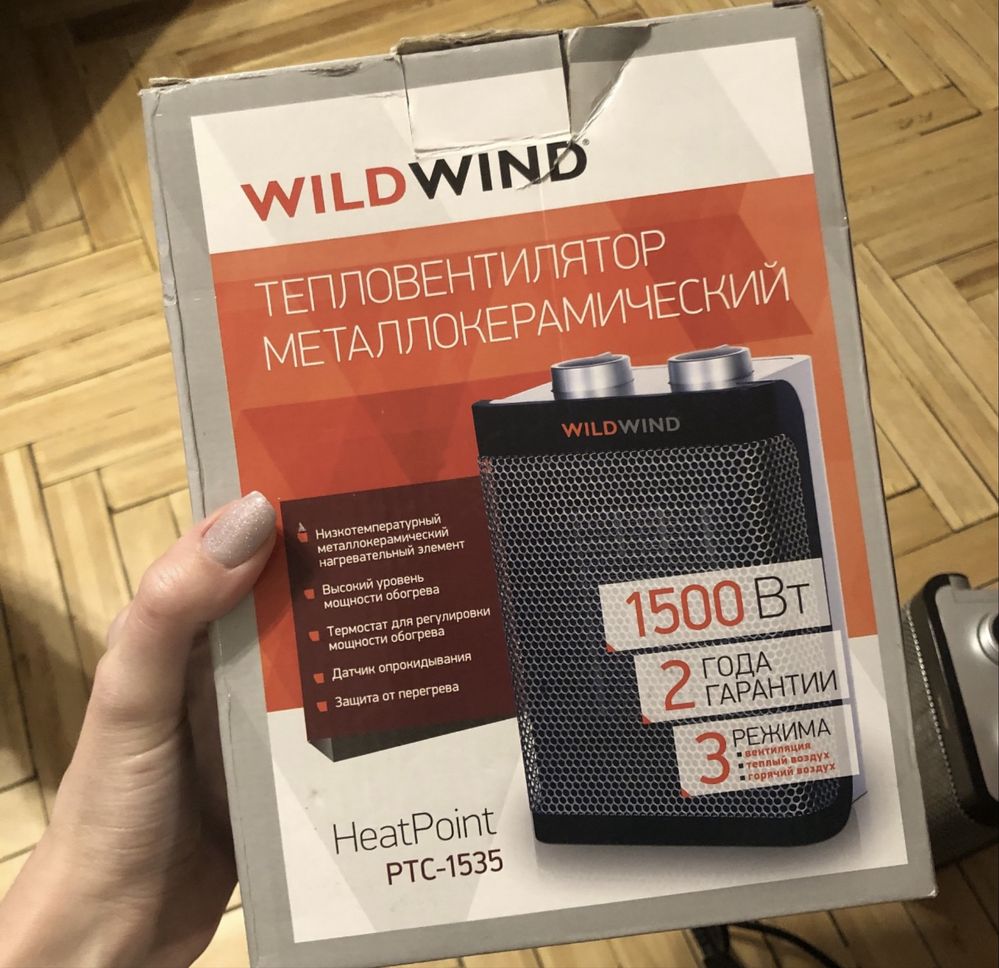 WILDWIND®
ТЕПЛОВЕНТИЛЯТОР
МЕТАЛЛОКЕРАМИЧЕСКИЙ
WILDWIND
Низкотемпературный
металлокерамический
нагревательный элемент
Высокий уровень
мощности обогрева
Термостат для регулировки
мощности обогрева
Датчик опрокидывания
Защита от перегрева
1500 Вт
2 ГОДА
ГАРАНТИИ
3 РЕЖИМА
вентиляция
теплый воздух
горячий воздух
HeatPoint
PTC-1535